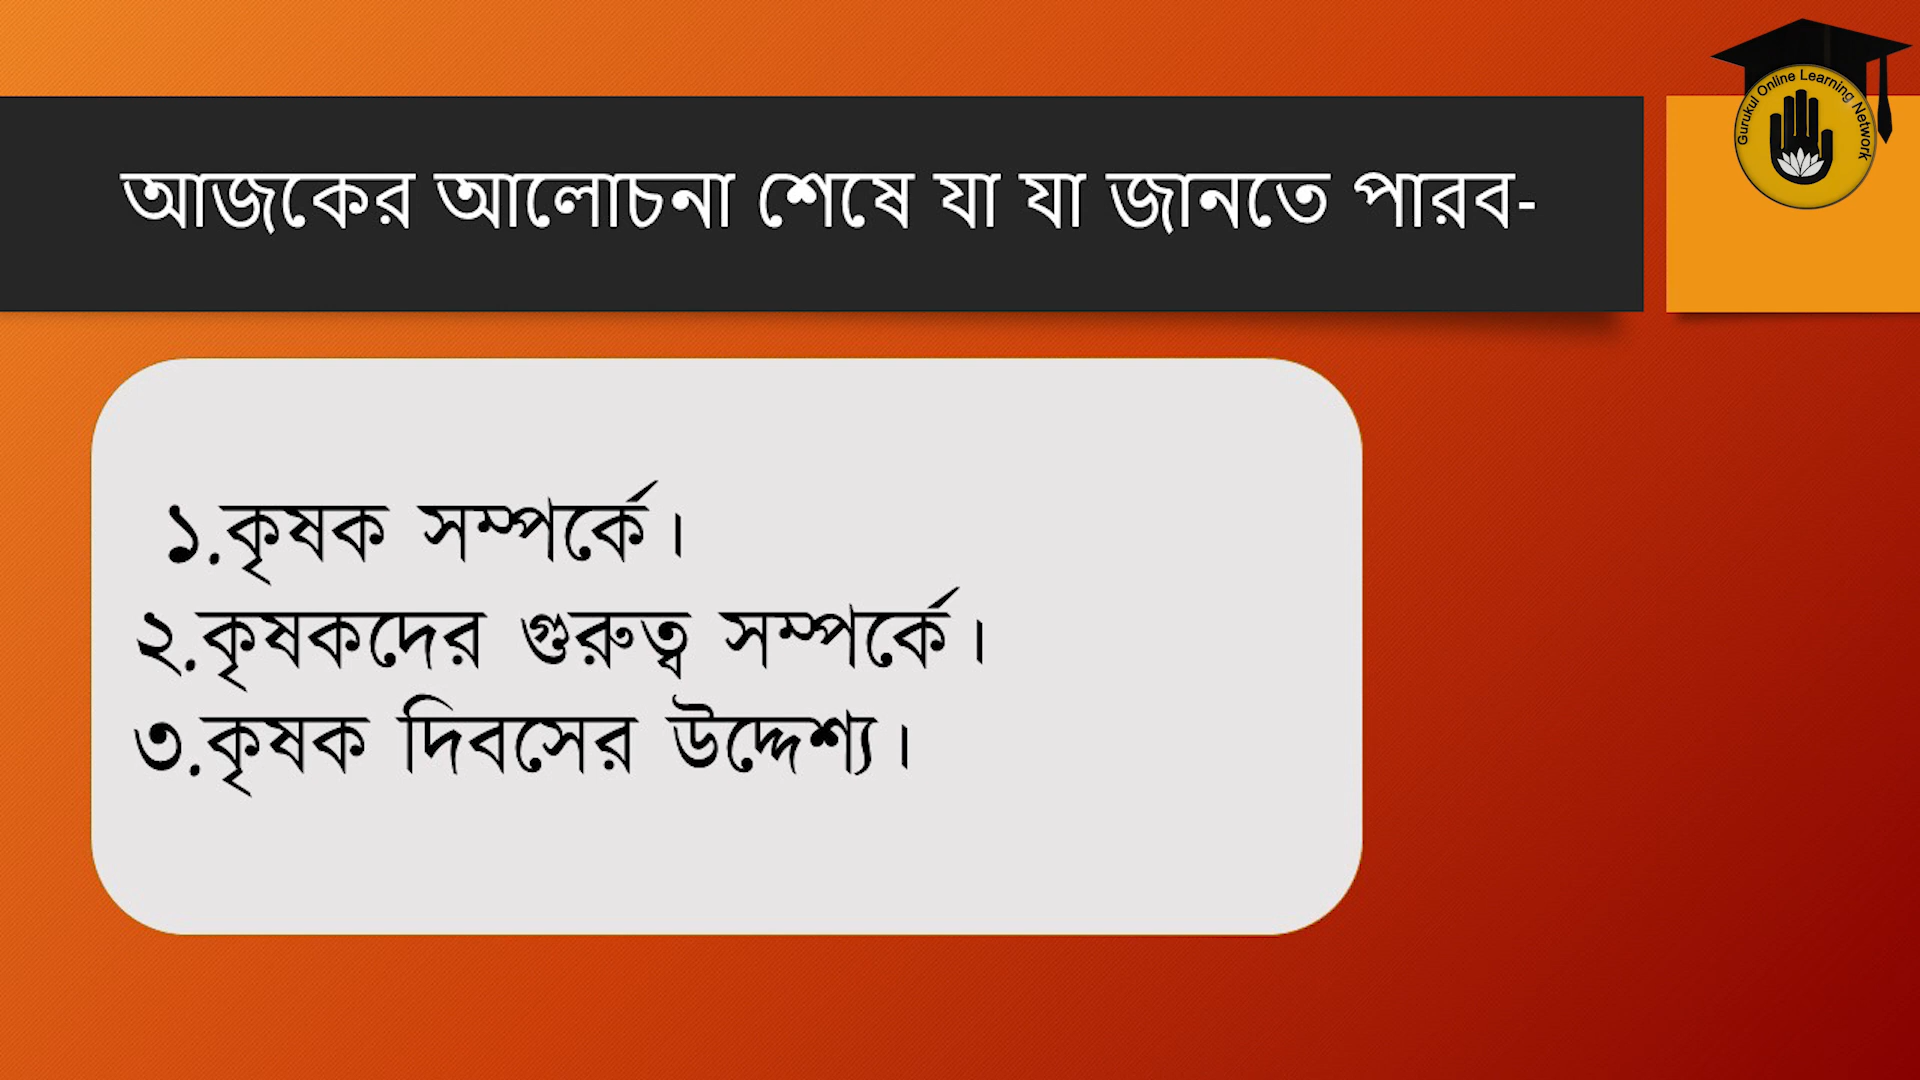 Gurukul Online Learning Network
আজকের আলোচনা শেষে যা যা জানতে পারব-
১.কৃষক সম্পর্কে।
২.কৃষকদের গুরুত্ব সম্পর্কে।
৩.কৃষক দিবসের উদ্দেশ্য।